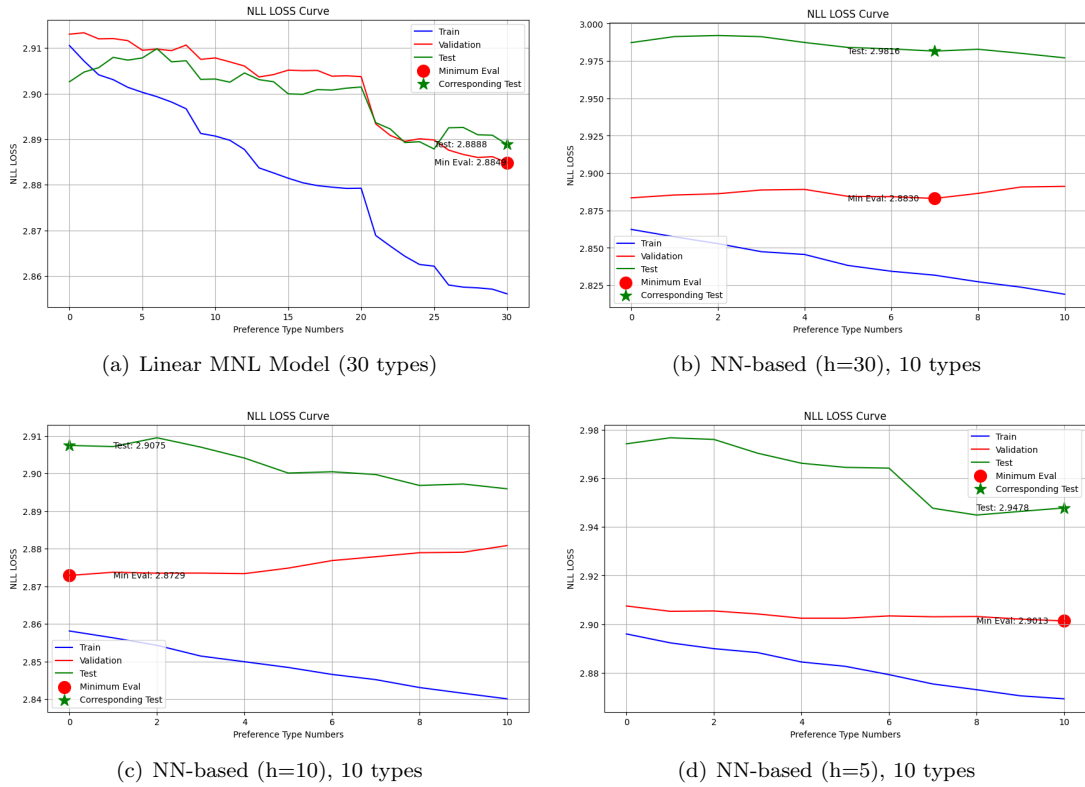 NLL LOSS Curve
Train
Validation
Test
Minimum Eval
Corresponding Test
2.91
2.90
2.89
2.88
2.87
2.86
NLL LOSS
Test: 2.8888
Min Eval: 2.884
0 5 10 15 20 25 30
Preference Type Numbers
(a) Linear MNL Model (30 types)
NLL LOSS Curve
3.000
2.975
2.950
2.925
2.900
2.875
2.850
2.825
NLL LOSS
Test: 2.9816
Min Eval: 2.8830
Train
Validation
Test
Minimum Eval
Corresponding Test
0 2 4 6 8 10
Preference Type Numbers
(b) NN-based (h=30), 10 types
NLL LOSS Curve
2.91
2.90
2.89
2.88
2.87
2.86
2.85
2.84
NLL LOSS
Test: 2.9075
Min Eval: 2.8729
Train
Validation
Test
Minimum Eval
Corresponding Test
0 2 4 6 8 10
Preference Type Numbers
(c) NN-based (h=10), 10 types
NLL LOSS Curve
Train
Validation
Test
Minimum Eval
Corresponding Test
2.98
2.96
2.94
2.92
2.90
2.88
NLL LOSS
Test: 2.9478
Min Eval: 2.9013
0 2 4 6 8 10
Preference Type Numbers
(d) NN-based (h=5), 10 types